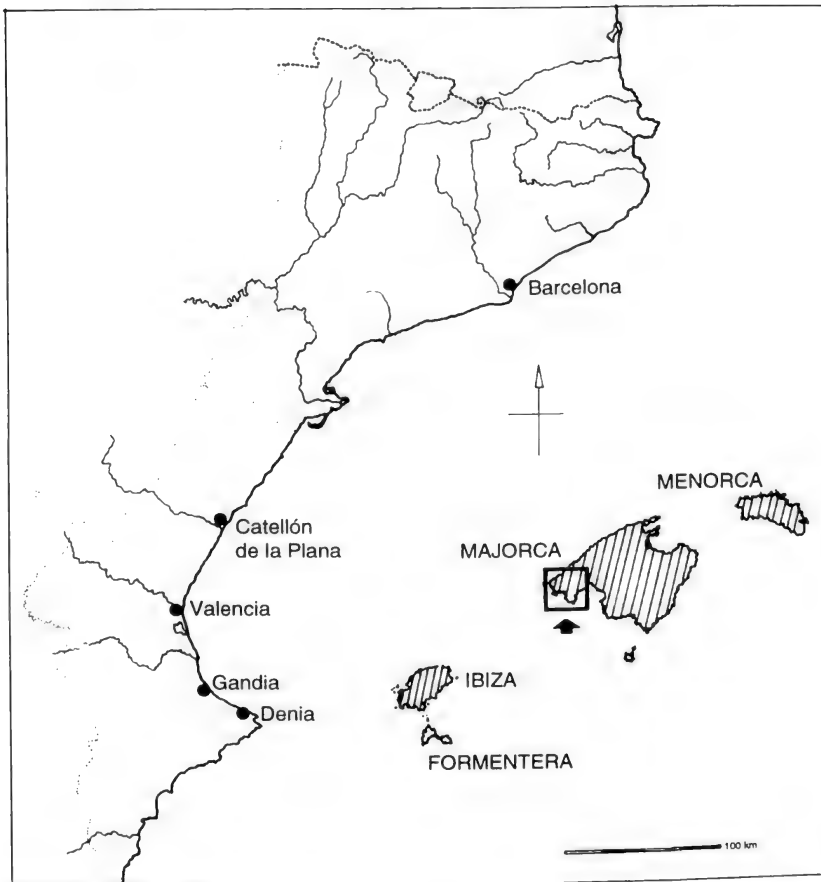 Barcelona
MENORCA
Catellón
de la Plana
MAJORCA
Valencia
Gandia
IBIZA
Denia
FORMENTERA
100 km